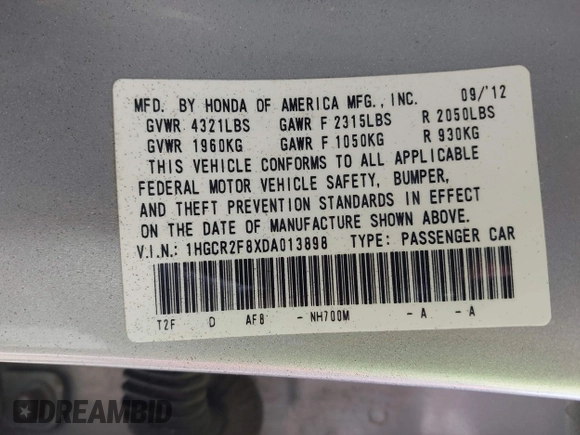 MFD. BY HONDA OF AMERICA MFG., INC. 09/'12
GVWR 4321LBS GAWR F 2315LBS R 2050LBS
GVWR 1960KG GAWR F 1050KG R 930KG
THIS VEHICLE CONFORMS TO ALL APPLICABLE
FEDERAL MOTOR VEHICLE SAFETY, BUMPER,
AND THEFT PREVENTION STANDARDS IN EFFECT
ON THE DATE OF MANUFACTURE SHOWN ABOVE.
V.I.N.: 1HGCR2F8XDA013898 TYPE: PASSENGER CAR
T2F D AF8 - NH700M - A - A
DREAMBID